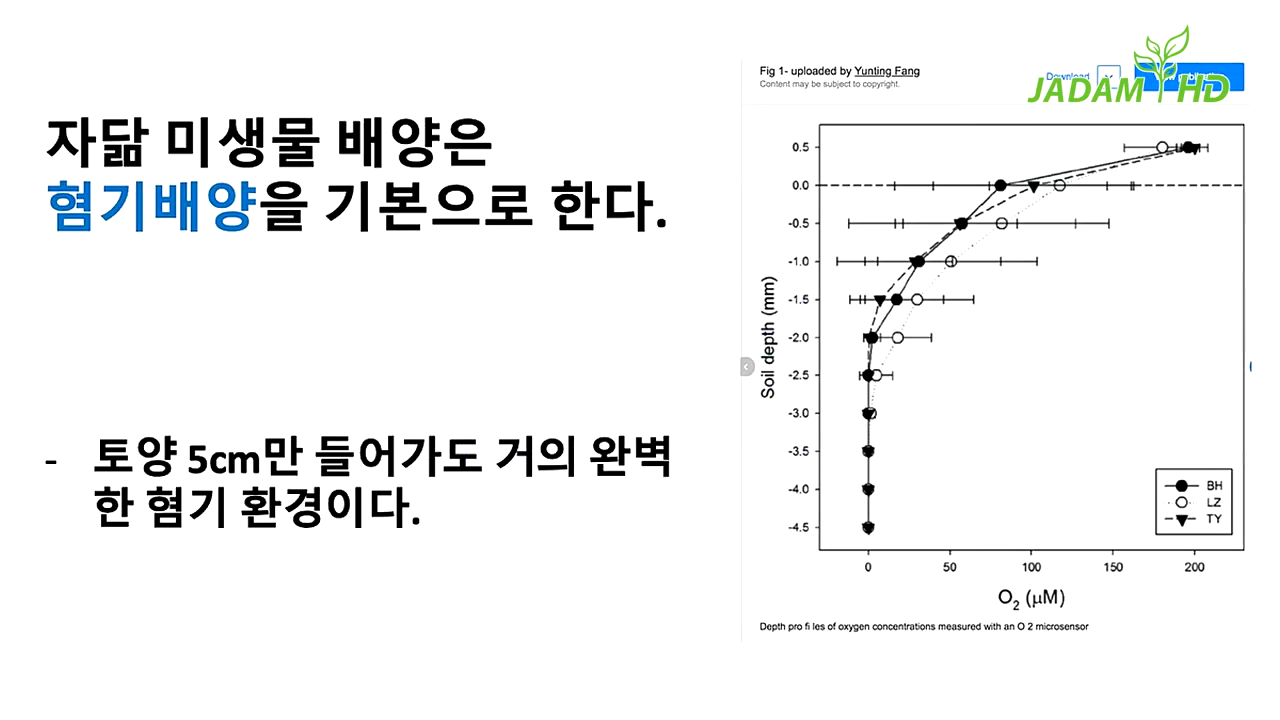 자닮 미생물 배양은
혐기배양을 기본으로 한다.
- 토양 5cm만 들어가도 거의 완벽
한 혐기 환경이다.
Fig 1- uploaded by Yunting Fang
Content may be subject to copyright.
Download
JADAM HD
0.5
0.0
-0.5
-1.0
-1.5
-2.0
-2.5
-3.0
-3.5
-4.0
-4.5
Soil depth (mm)
BH
LZ
TY
0 50 100 150 200
O2 (μM)
Depth pro fi les of oxygen concentrations measured with an O 2 microsensor